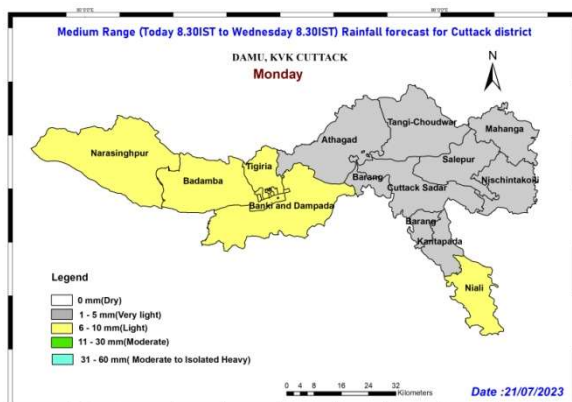 Medium Range (Today 8.30IST to Wednesday 8.30IST) Rainfall forecast for Cuttack district
DAMU, KVK CUTTACK
Monday
N
Tangi-Choudwar
Athagad
Mahanga
Narasinghpur
Tigiria
Salepur
Badamba
Barang
Nischintakoili
Cuttack Sadar
Banki and Dampada
Barang
Kantapada
Niali
Legend
0 mm(Dry)
1 - 5 mm(Very light)
6 - 10 mm(Light)
11 - 30 mm(Moderate)
31 - 60 mm( Moderate to Isolated Heavy)
0 4 8 16 24 32
Kilometers
Date :21/07/2023